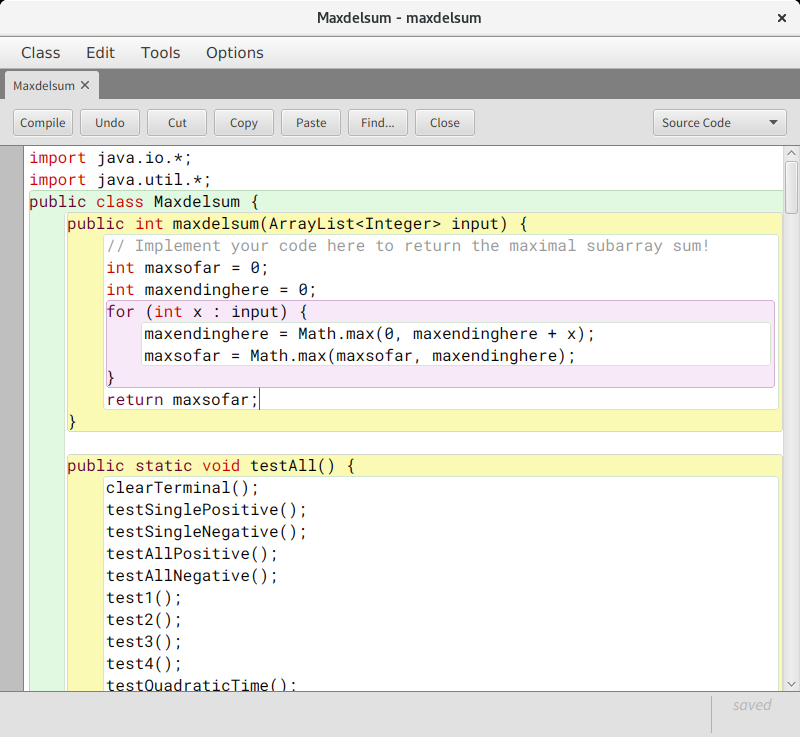 Maxdelsum - maxdelsum ×
Class Edit Tools Options
Maxdelsum ×
Compile Undo Cut Copy Paste Find... Close Source Code
import java.io.*;
import java.util.*;
public class Maxdelsum {
public int maxdelsum(ArrayList<Integer> input) {
// Implement your code here to return the maximal subarray sum!
int maxsofar = 0;
int maxendinghere = 0;
for (int x : input) {
maxendinghere = Math.max(0, maxendinghere + x);
maxsofar = Math.max(maxsofar, maxendinghere);
}
return maxsofar;
}
public static void testAll() {
clearTerminal();
testSinglePositive();
testSingleNegative();
testAllPositive();
testAllNegative();
test1();
test2();
test3();
test4();
testQuadraticTime();
saved